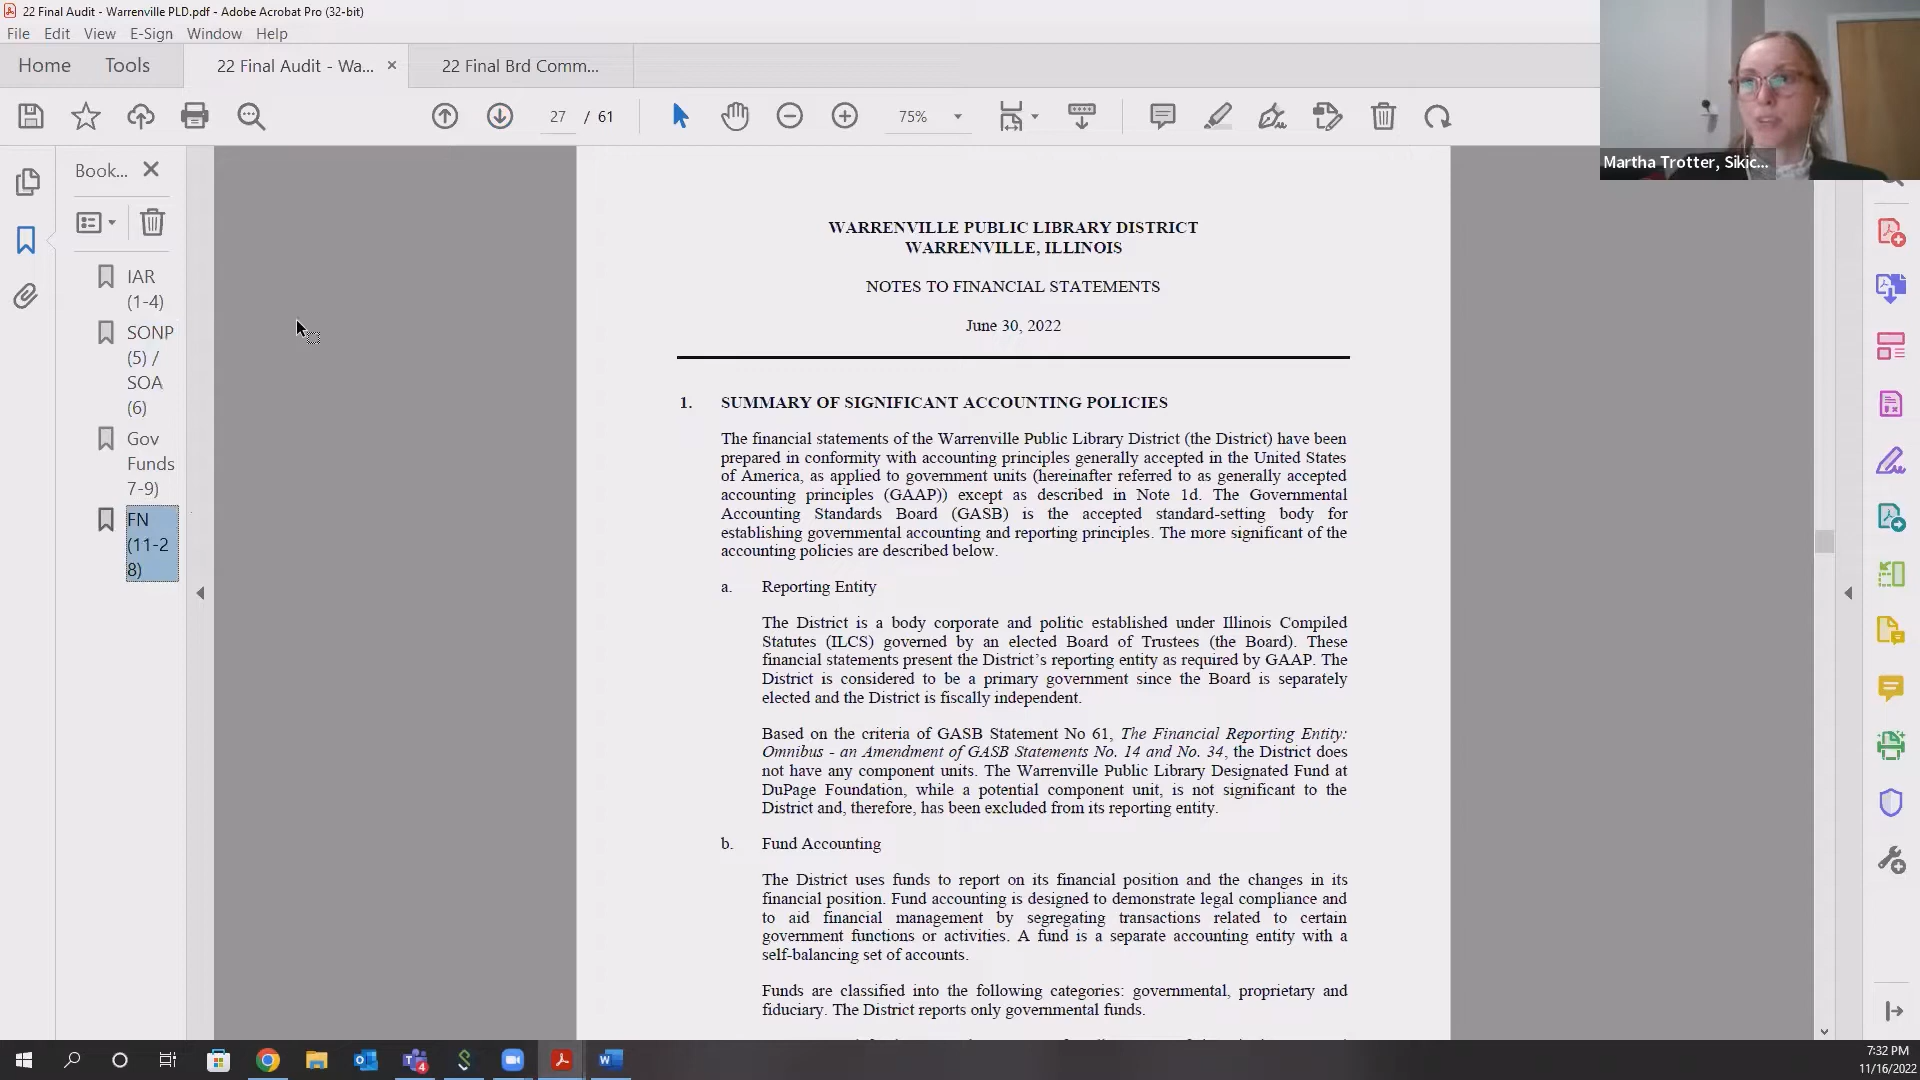 22 Final Audit - Warrenville PLD.pdf - Adobe Acrobat Pro (32-bit)
File Edit View E-Sign Window Help
Home Tools 22 Final Audit - Wa... 22 Final Brd Comm...
27 / 61 75%
Martha Trotter, Sikic...
Book...
IAR
(1-4)
SONP
(5) /
SOA
(6)
Gov
Funds
7-9)
FN
(11-2
8)
WARRENVILLE PUBLIC LIBRARY DISTRICT
WARRENVILLE, ILLINOIS
NOTES TO FINANCIAL STATEMENTS
June 30, 2022
1. SUMMARY OF SIGNIFICANT ACCOUNTING POLICIES
The financial statements of the Warrenville Public Library District (the District) have been
prepared in conformity with accounting principles generally accepted in the United States
of America, as applied to government units (hereinafter referred to as generally accepted
accounting principles (GAAP)) except as described in Note 1d. The Governmental
Accounting Standards Board (GASB) is the accepted standard-setting body for
establishing governmental accounting and reporting principles. The more significant of the
accounting policies are described below.
a. Reporting Entity
The District is a body corporate and politic established under Illinois Compiled
Statutes (ILCS) governed by an elected Board of Trustees (the Board). These
financial statements present the District's reporting entity as required by GAAP. The
District is considered to be a primary government since the Board is separately
elected and the District is fiscally independent.
Based on the criteria of GASB Statement No 61, The Financial Reporting Entity:
Omnibus - an Amendment of GASB Statements No. 14 and No. 34, the District does
not have any component units. The Warrenville Public Library Designated Fund at
DuPage Foundation, while a potential component unit, is not significant to the
District and, therefore, has been excluded from its reporting entity.
b. Fund Accounting
The District uses funds to report on its financial position and the changes in its
financial position. Fund accounting is designed to demonstrate legal compliance and
to aid financial management by segregating transactions related to certain
government functions or activities. A fund is a separate accounting entity with a
self-balancing set of accounts.
Funds are classified into the following categories: governmental, proprietary and
fiduciary. The District reports only governmental funds.
4
7:32 PM
11/16/2022